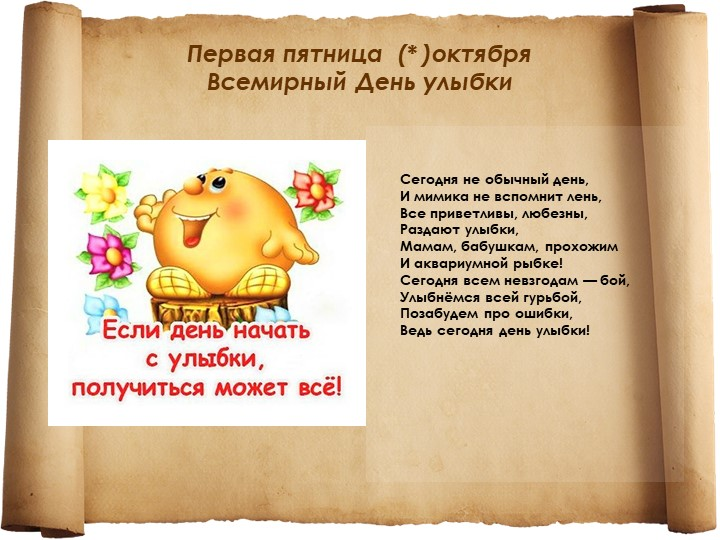 Первая пятница (* )октября
Всемирный День улыбки
Если день начать
с улыбки,
получиться может всё!
Сегодня не обычный день,
И мимика не вспомнит лень,
Все приветливы, любезны,
Раздают улыбки,
Мамам, бабушкам, прохожим
И аквариумной рыбке!
Сегодня всем невзгодам — бой,
Улыбнёмся всей гурьбой,
Позабудем про ошибки,
Ведь сегодня день улыбки!